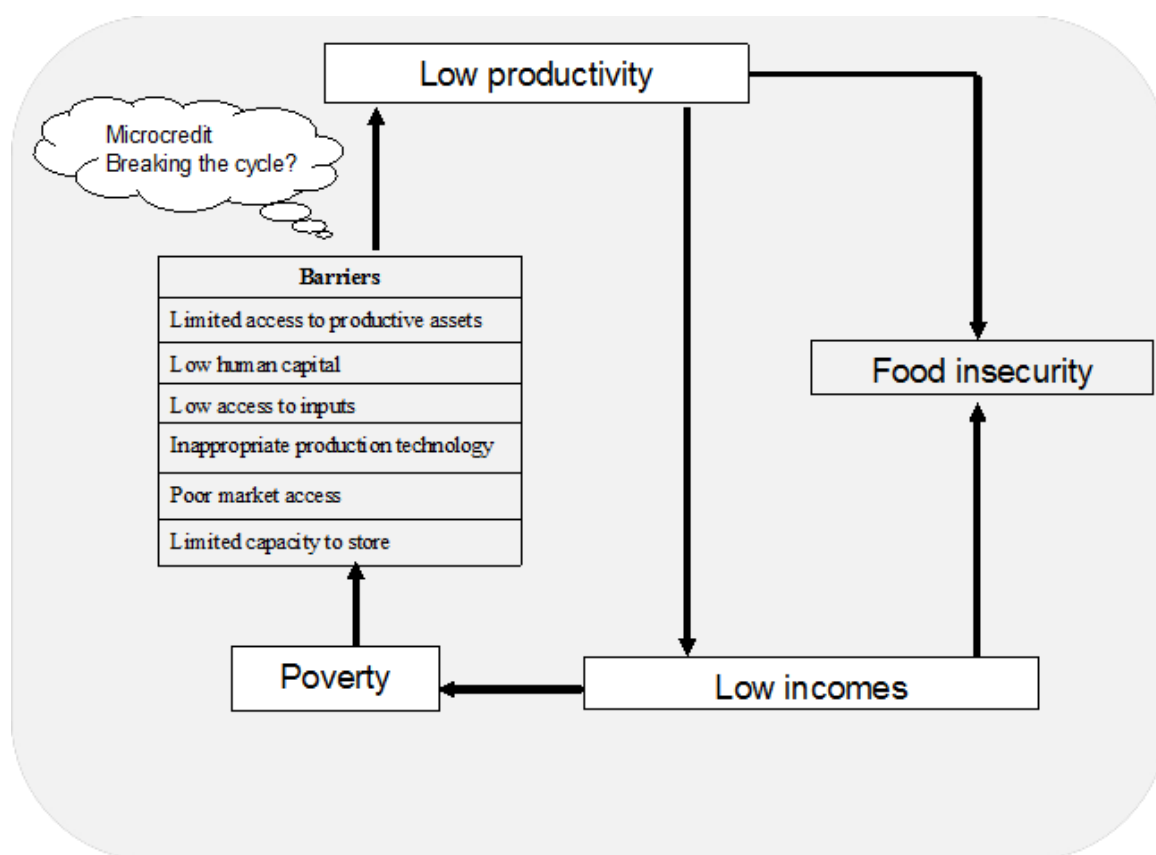 Low productivity
Microcredit
Breaking the cycle?
Barriers
Limited access to productive assets
Low human capital
Low access to inputs
Inappropriate production technology
Poor market access
Limited capacity to store
Food insecurity
Poverty
Low incomes